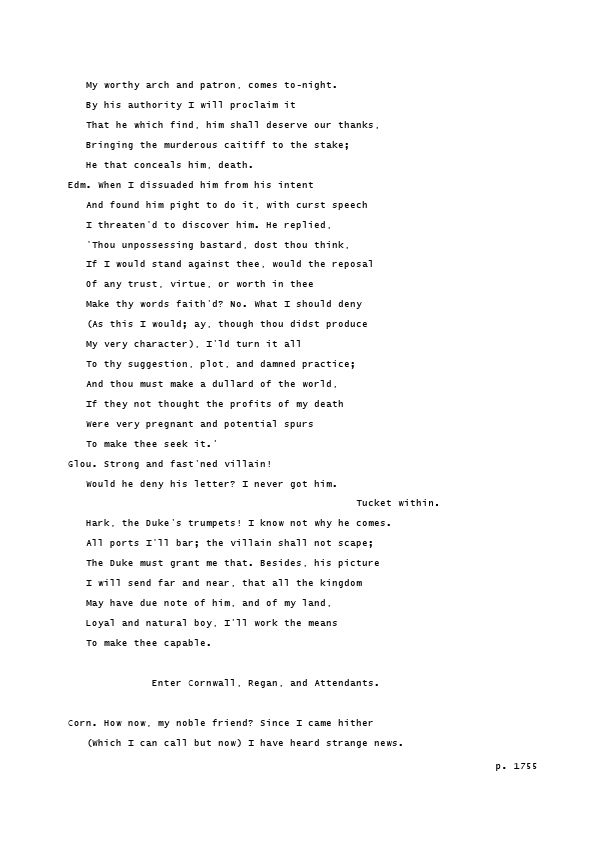 My worthy arch and patron, comes to-night.
By his authority I will proclaim it
That he which find, him shall deserve our thanks,
Bringing the murderous caitiff to the stake;
He that conceals him, death.
Edm. When I dissuaded him from his intent
And found him pight to do it, with curst speech
I threaten'd to discover him. He replied,
'Thou unpossessing bastard, dost thou think,
If I would stand against thee, would the reposal
Of any trust, virtue, or worth in thee
Make thy words faith'd? No. What I should deny
(As this I would; ay, though thou didst produce
My very character), I'ld turn it all
To thy suggestion, plot, and damned practice;
And thou must make a dullard of the world,
If they not thought the profits of my death
Were very pregnant and potential spurs
To make thee seek it.'
Glou. Strong and fast'ned villain!
Would he deny his letter? I never got him.
Tucket within.
Hark, the Duke's trumpets! I know not why he comes.
All ports I'll bar; the villain shall not scape;
The Duke must grant me that. Besides, his picture
I will send far and near, that all the kingdom
May have due note of him, and of my land,
Loyal and natural boy, I'll work the means
To make thee capable.
Enter Cornwall, Regan, and Attendants.
Corn. How now, my noble friend? Since I came hither
(Which I can call but now) I have heard strange news.
p. 1755